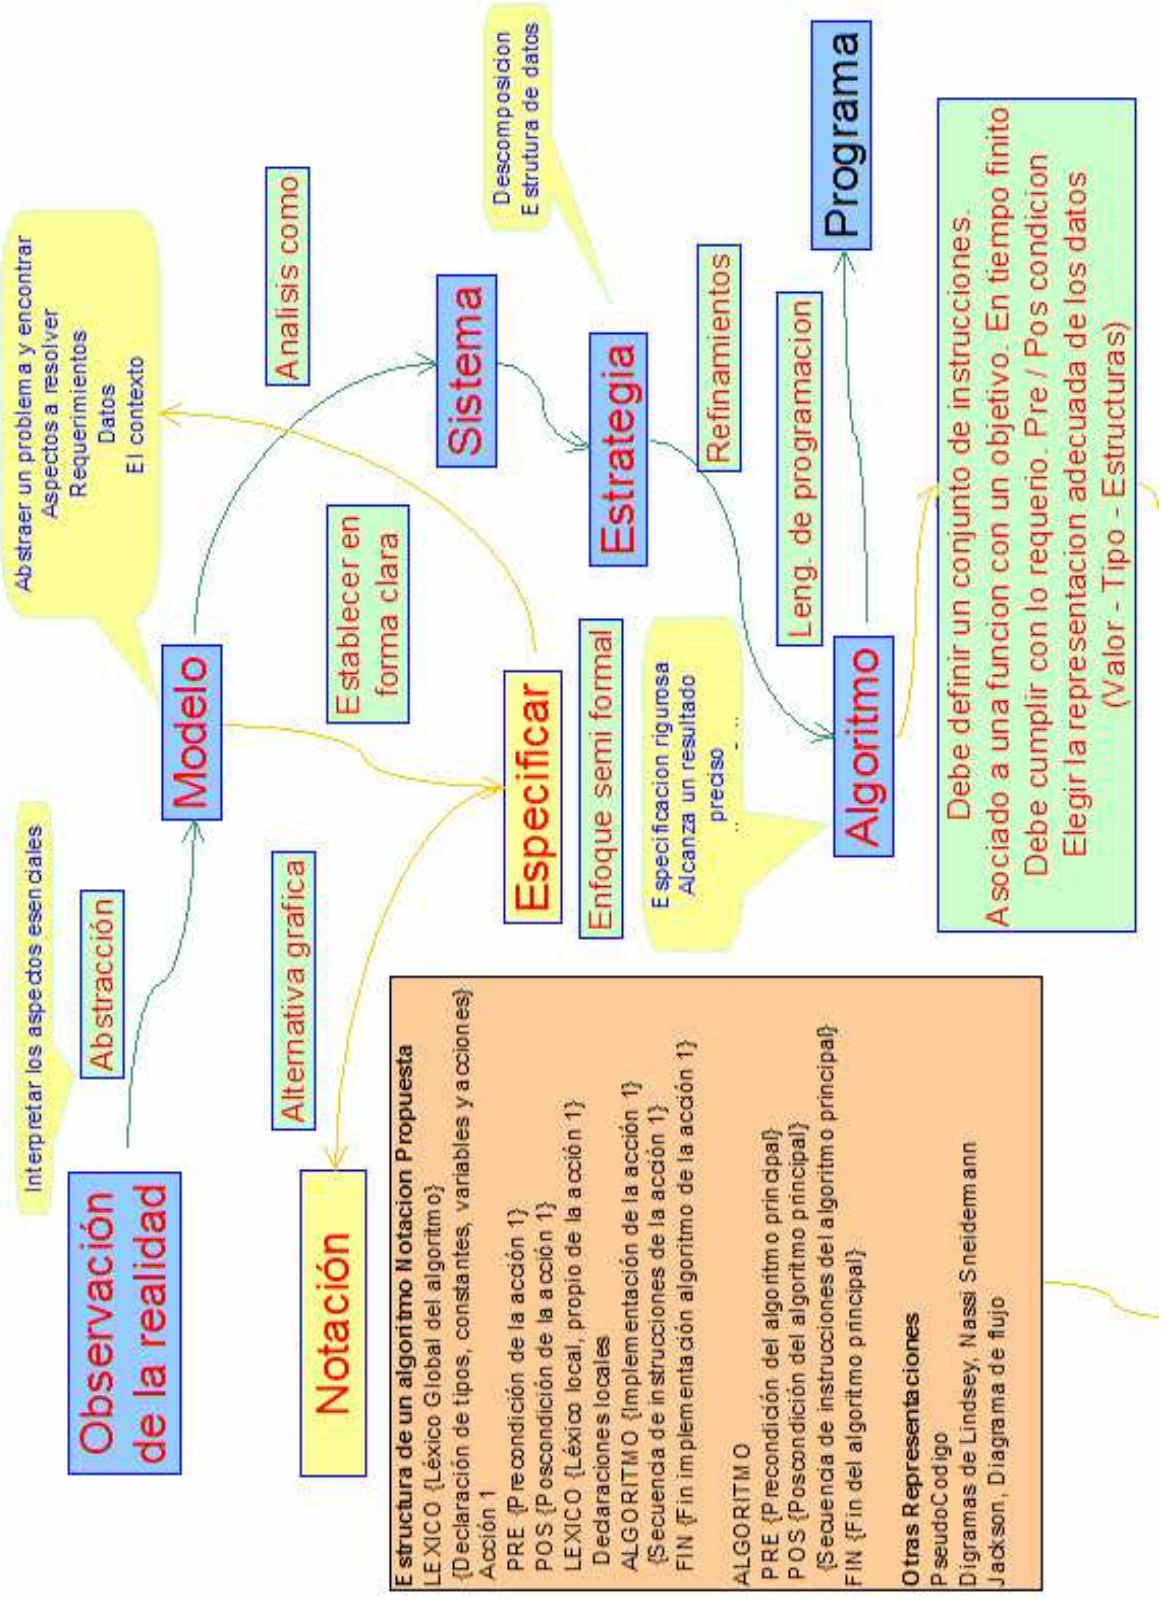 Interpretar los aspectos esenciales
Abstracción
Observación
de la realidad
Abstraer un problema y encontrar
Aspectos a resolver
Requerimientos
Datos
El contexto
Modelo
Analisis como
Sistema
Descomposicion
Estrutura de datos
Estrategia
Refinamientos
Leng. de programacion
Programa
Alternativa grafica
Notación
Establecer en
forma clara
Especificar
Enfoque semi formal
Especificacion rigurosa
Alcanza un resultado
preciso
Algoritmo
Debe definir un conjunto de instrucciones.
Asociado a una funcion con un objetivo. En tiempo finito
Debe cumplir con lo requerio. Pre / Pos condicion
Elegir la representacion adecuada de los datos
(Valor - Tipo - Estructuras)
Estructura de un algoritmo Notacion Propuesta
LEXICO {Léxico Global del algoritmo}
{Declaración de tipos, constantes, variables y acciones}
Acción 1
PRE {Precondición de la acción 1}
POS {Poscondición de la acción 1}
LEXICO {Léxico local, propio de la acción 1}
Declaraciones locales
ALGORITMO {Implementación de la acción 1}
{Secuencia de instrucciones de la acción 1}
FIN {Fin implementación algoritmo de la acción 1}
ALGORITMO
PRE {Precondición del algoritmo principal}
POS {Poscondición del algoritmo principal}
{Secuencia de instrucciones del algoritmo principal}
FIN {Fin del algoritmo principal}
Otras Representaciones
PseudoCodigo
Digramas de Lindsey, Nassi Sneidermann
Jackson, Diagrama de flujo